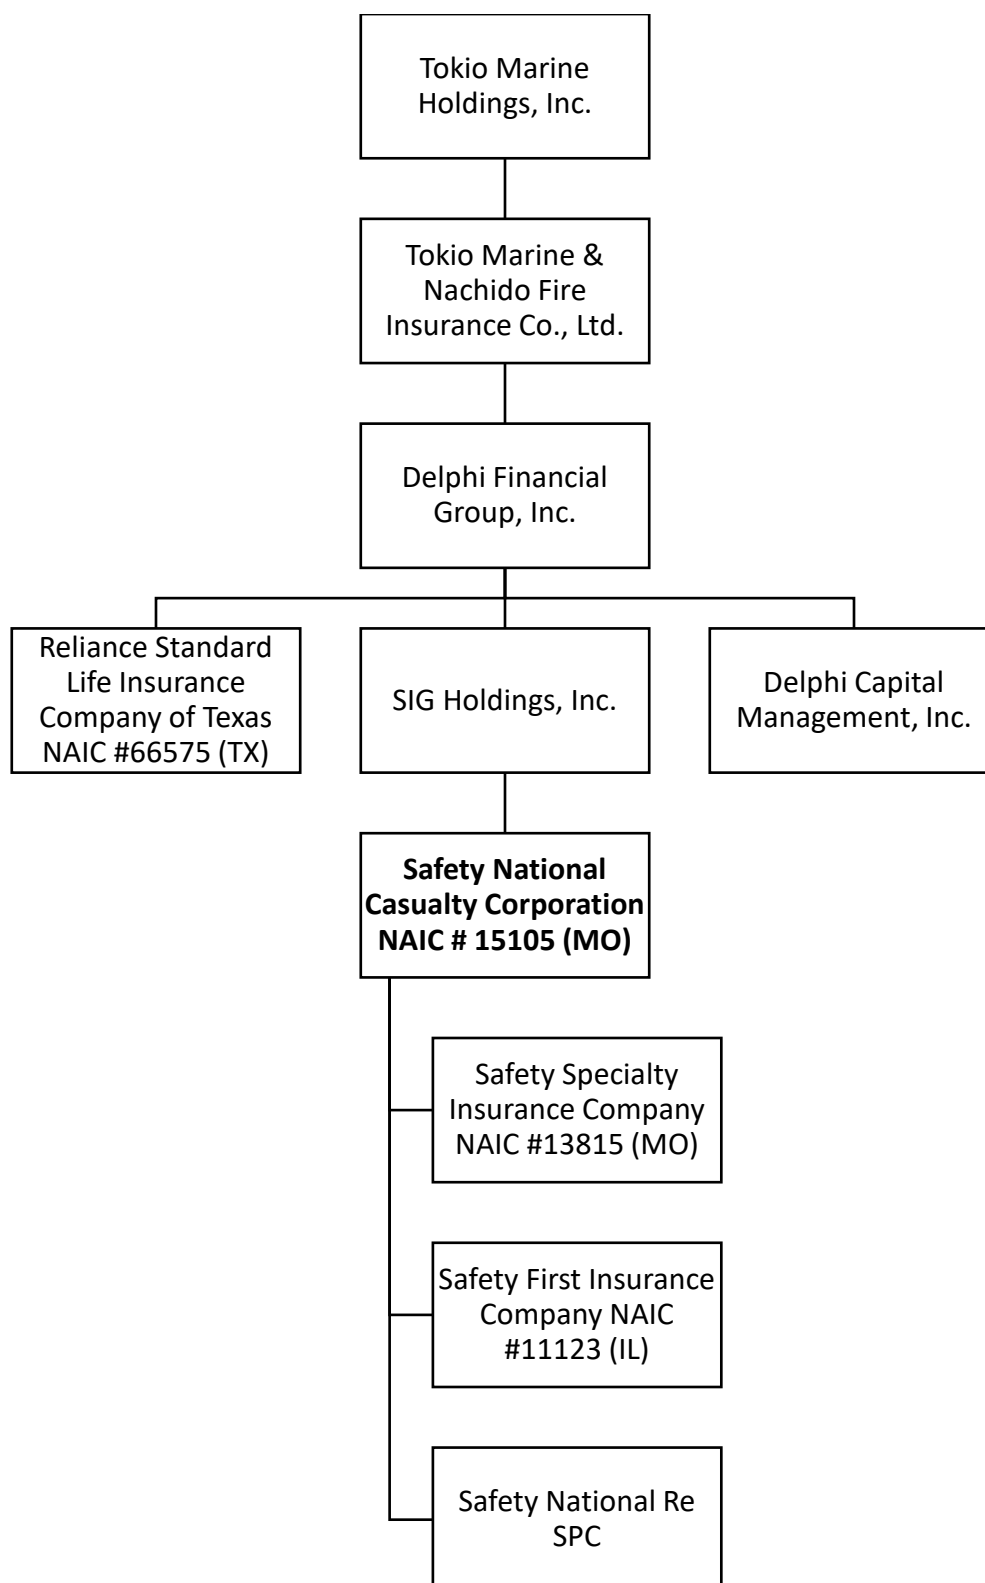 Tokio Marine
Holdings, Inc.
Tokio Marine &
Nachido Fire
Insurance Co., Ltd.
Delphi Financial
Group, Inc.
Reliance Standard
Life Insurance
Company of Texas
NAIC #66575 (TX)
SIG Holdings, Inc.
Delphi Capital
Management, Inc.
Safety National
Casualty Corporation
NAIC # 15105 (MO)
Safety Specialty
Insurance Company
NAIC #13815 (MO)
Safety First Insurance
Company NAIC
#11123 (IL)
Safety National Re
SPC